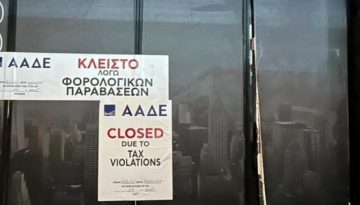 ΑΑΔΕ
ΚΛΕΙΣΤΟ
ΛΟΓΩ
ΦΟΡΟΛΟΓΙΚΩΝ
ΠΑΡΑΒΑΣΕΩΝ
ΑΑΔΕ
CLOSED
DUE TO
TAX
VIOLATIONS